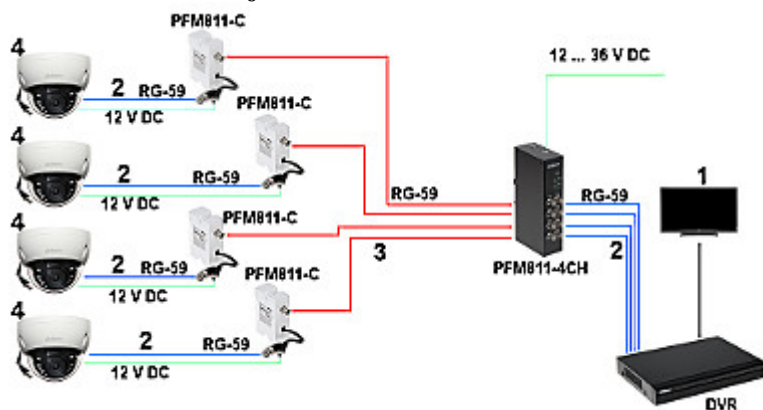 PFM811-C
4
2 RG-59
12 V DC
PFM811-C
4
2
RG-59
12 V DC
PFM811-C
4
2 RG-59
12 V DC
PFM811-C
4
2
RG-59
12 V DC
RG-59
3
12 ... 36 V DC
PFM811-4CH
RG-59
2
1
DVR